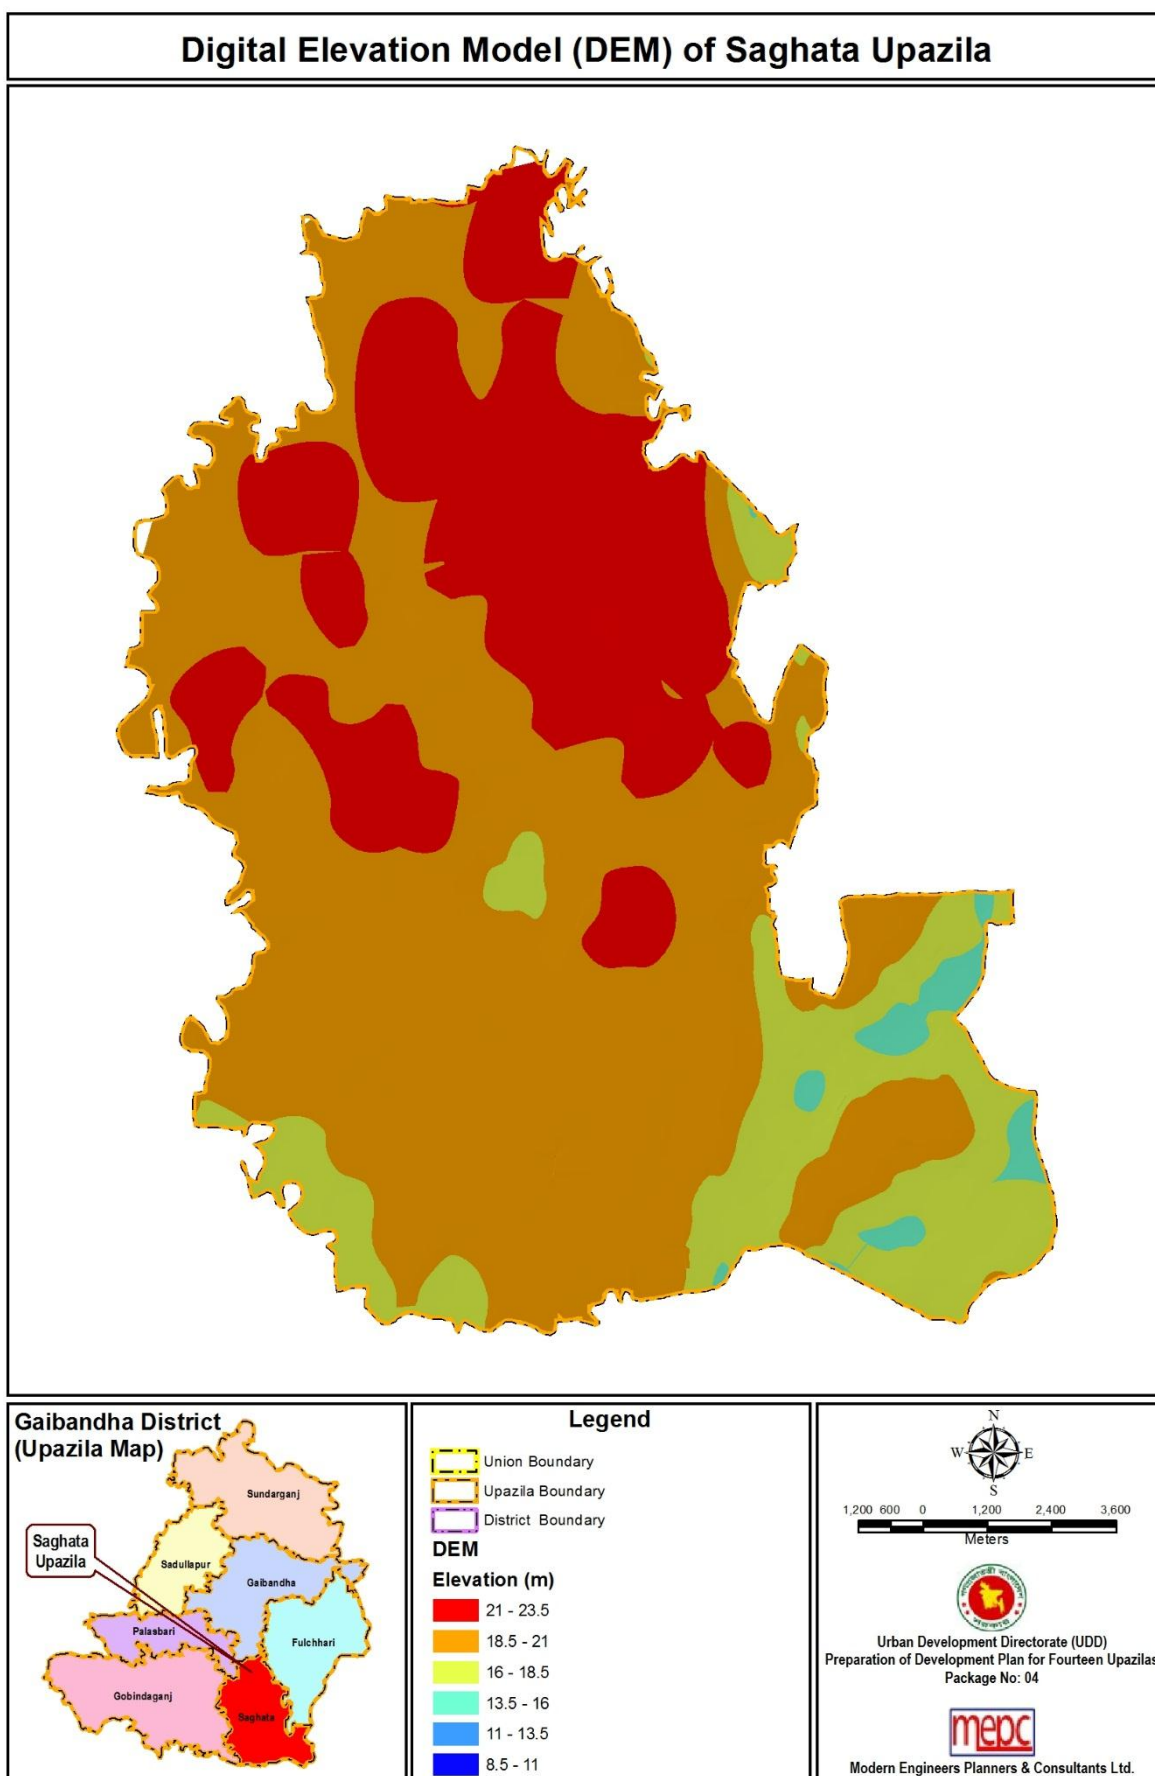 Digital Elevation Model (DEM) of Saghata Upazila
Gaibandha District
(Upazila Map)
Sundarganj
Saghata
Upazila
Sadullapur
Gaibandha
Palasbari
Fulchhari
Gobindaganj
Saghata
Legend
Union Boundary
Upazila Boundary
District Boundary
DEM
Elevation (m)
21 - 23.5
18.5 - 21
16 - 18.5
13.5 - 16
11 - 13.5
8.5 - 11
N
W E
S
1,200 600 0 1,200 2,400 3,600
Meters
Urban Development Directorate (UDD)
Preparation of Development Plan for Fourteen Upazilas
Package No: 04
mepc
Modern Engineers Planners & Consultants Ltd.